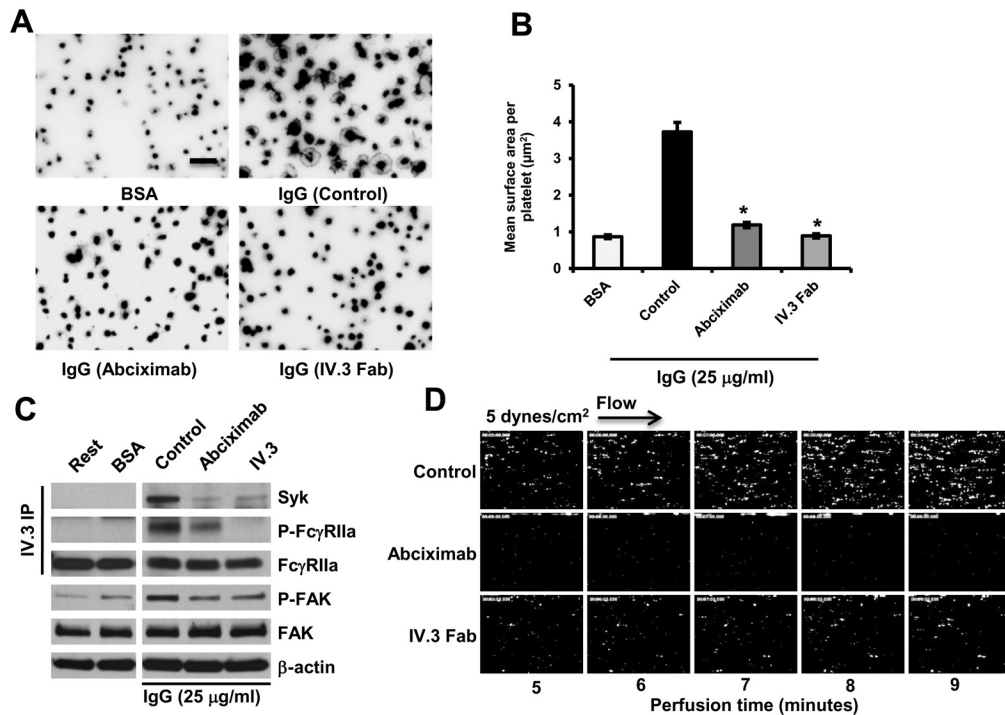 A
BSA
IgG (Control)
IgG (Abciximab)
IgG (IV.3 Fab)
B
Mean surface area per
platelet (µm²)
5
4
3
2
1
0
*
*
BSA
Control
Abciximab
IV.3 Fab
IgG (25 µg/ml)
C
Rest
BSA
Control
Abciximab
IV.3
IV.3 IP
Syk
P-FcγRIIa
FcγRIIa
P-FAK
FAK
β-actin
IgG (25 µg/ml)
D
5 dynes/cm²
Flow
Control
Abciximab
IV.3 Fab
5
6
7
8
9
Perfusion time (minutes)